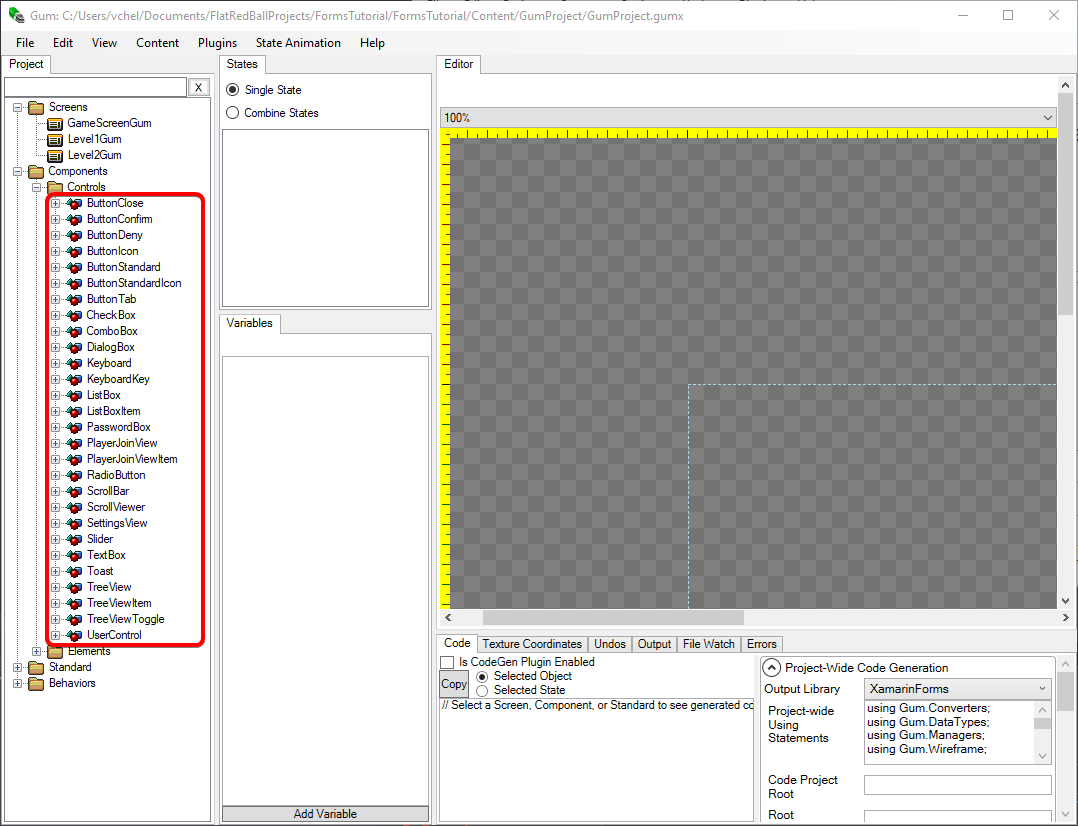 Gum: C:/Users/vchel/Documents/FlatRedBallProjects/FormsTutorial/FormsTutorial/Content/GumProject/GumProject.gumx
File Edit View Content Plugins State Animation Help
Project
X
Screens
GameScreenGum
Level1Gum
Level2Gum
Components
Controls
ButtonClose
ButtonConfirm
ButtonDeny
ButtonIcon
ButtonStandard
ButtonStandardIcon
ButtonTab
CheckBox
ComboBox
DialogBox
Keyboard
KeyboardKey
ListBox
ListBoxItem
PasswordBox
PlayerJoinView
PlayerJoinViewItem
RadioButton
ScrollBar
ScrollViewer
SettingsView
Slider
TextBox
Toast
TreeView
TreeViewItem
TreeViewToggle
UserControl
Elements
Standard
Behaviors
States
Single State
Combine States
Variables
Add Variable
Editor
100%
Code Texture Coordinates Undos Output File Watch Errors
Is CodeGen Plugin Enabled
Copy
Selected Object
Selected State
// Select a Screen, Component, or Standard to see generated co
Project-Wide Code Generation
Output Library XamarinForms
Project-wide
Using
Statements
using Gum.Converters;
using Gum.DataTypes;
using Gum.Managers;
using Gum.Wireframe;
Code Project
Root
Root